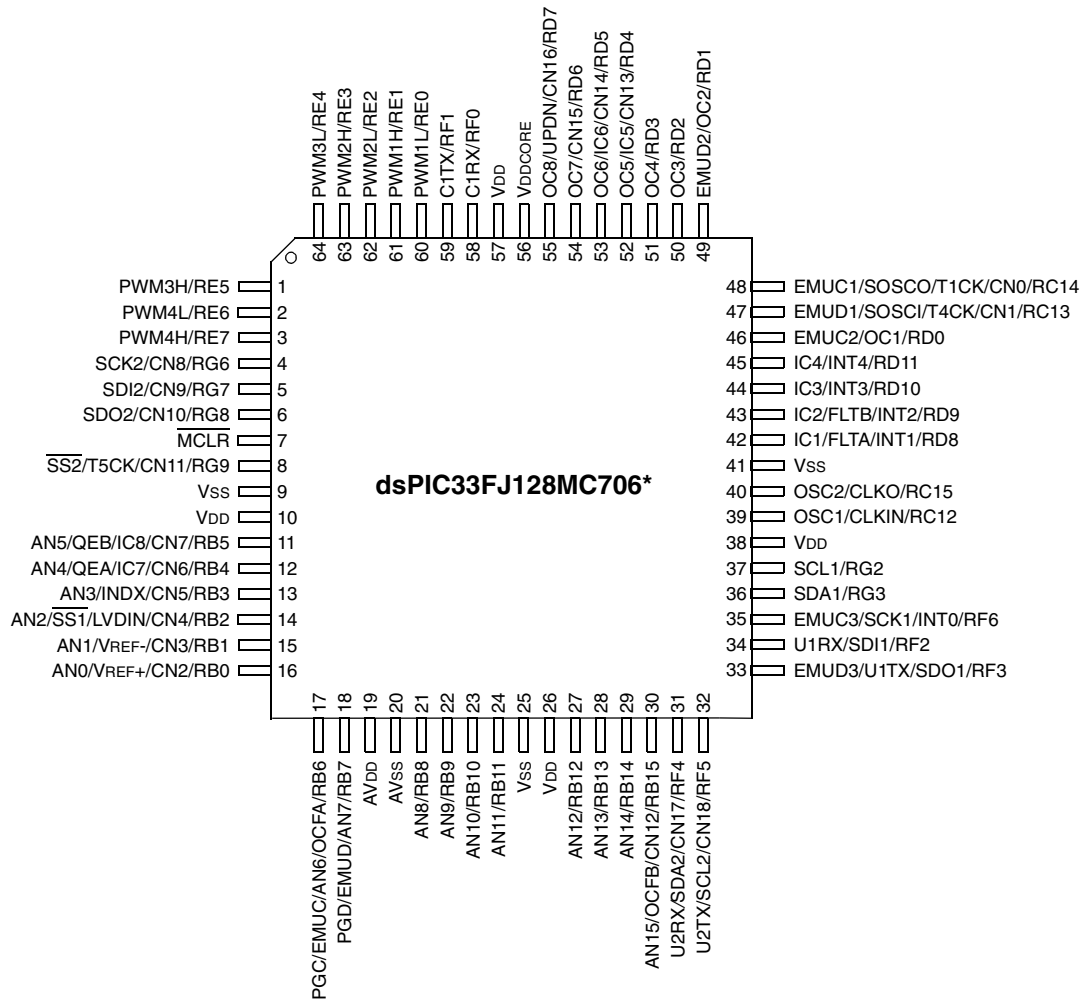 PWM3L/RE4
PWM2H/RE3
PWM2L/RE2
PWM1H/RE1
PWM1L/RE0
C1TX/RF1
C1RX/RF0
VDD
VDDCORE
OC8/UPDN/CN16/RD7
OC7/CN15/RD6
OC6/IC6/CN14/RD5
OC5/IC5/CN13/RD4
OC4/RD3
OC3/RD2
EMUD2/OC2/RD1
64 63 62 61 60 59 58 57 56 55 54 53 52 51 50 49
PWM3H/RE5 1
PWM4L/RE6 2
PWM4H/RE7 3
SCK2/CN8/RG6 4
SDI2/CN9/RG7 5
SDO2/CN10/RG8 6
MCLR 7
SS2/T5CK/CN11/RG9 8
VSS 9
VDD 10
AN5/QEB/IC8/CN7/RB5 11
AN4/QEA/IC7/CN6/RB4 12
AN3/INDX/CN5/RB3 13
AN2/SS1/LVDIN/CN4/RB2 14
AN1/VREF-/CN3/RB1 15
AN0/VREF+/CN2/RB0 16
dsPIC33FJ128MC706*
48 EMUC1/SOSCO/T1CK/CN0/RC14
47 EMUD1/SOSCI/T4CK/CN1/RC13
46 EMUC2/OC1/RD0
45 IC4/INT4/RD11
44 IC3/INT3/RD10
43 IC2/FLTB/INT2/RD9
42 IC1/FLTA/INT1/RD8
41 VSS
40 OSC2/CLKO/RC15
39 OSC1/CLKIN/RC12
38 VDD
37 SCL1/RG2
36 SDA1/RG3
35 EMUC3/SCK1/INT0/RF6
34 U1RX/SDI1/RF2
33 EMUD3/U1TX/SDO1/RF3
17 18 19 20 21 22 23 24 25 26 27 28 29 30 31 32
PGC/EMUC/AN6/OCFA/RB6
PGD/EMUD/AN7/RB7
AVDD
AVSS
AN8/RB8
AN9/RB9
AN10/RB10
AN11/RB11
VSS
VDD
AN12/RB12
AN13/RB13
AN14/RB14
AN15/OCFB/CN12/RB15
U2RX/SDA2/CN17/RF4
U2TX/SCL2/CN18/RF5